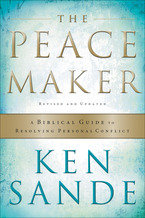 THE
PEACE
MAKER
REVISED AND UPDATED
A BIBLICAL GUIDE TO
RESOLVING PERSONAL CONFLICT
KEN
SANDE